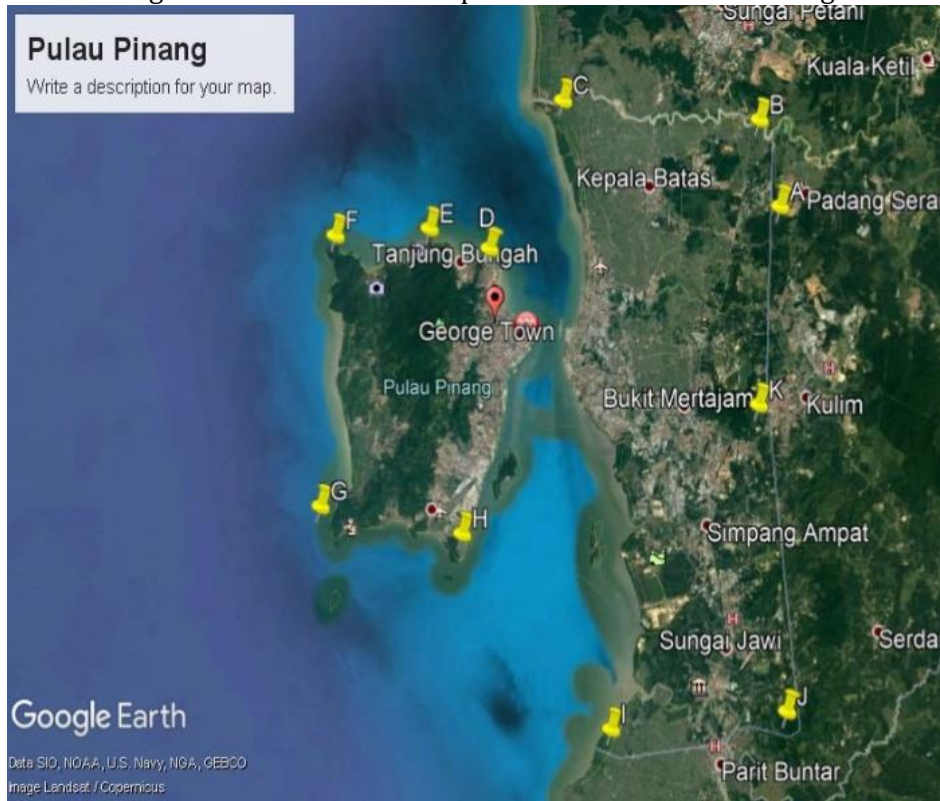 Pulau Pinang
Write a description for your map.
Sungai Petani
Kuala Ketil
C
B
Kepala Batas
A
Padang Sera
F
E
D
Tanjung Bungah
George Town
Pulau Pinang
Bukit Mertajam
K
Kulim
G
H
Simpang Ampat
Sungai Jawi
Serda
J
I
Google Earth
Parit Buntar
Data SIO, NOAA, U.S. Navy, NGA, GEBCO
Image Landsat / Copernicus
H
H
H
H